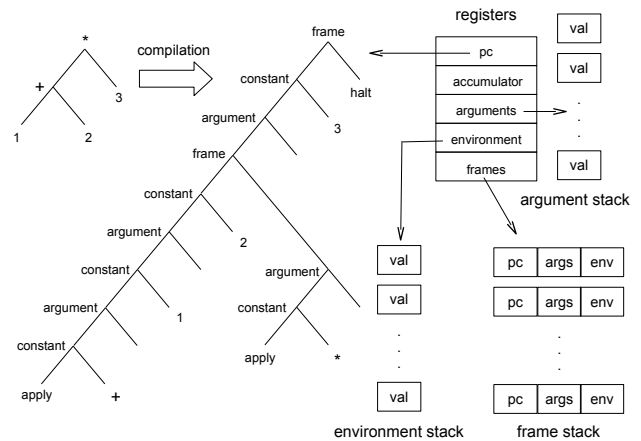 *
+
3
1
2
compilation
frame
constant
halt
argument
3
frame
constant
argument
2
constant
argument
argument
1
constant
constant
apply
*
apply
+
registers
pc
accumulator
arguments
environment
frames
val
val
.
.
.
val
argument stack
val
val
.
.
.
val
environment stack
pc args env
pc args env
.
.
.
pc args env
frame stack